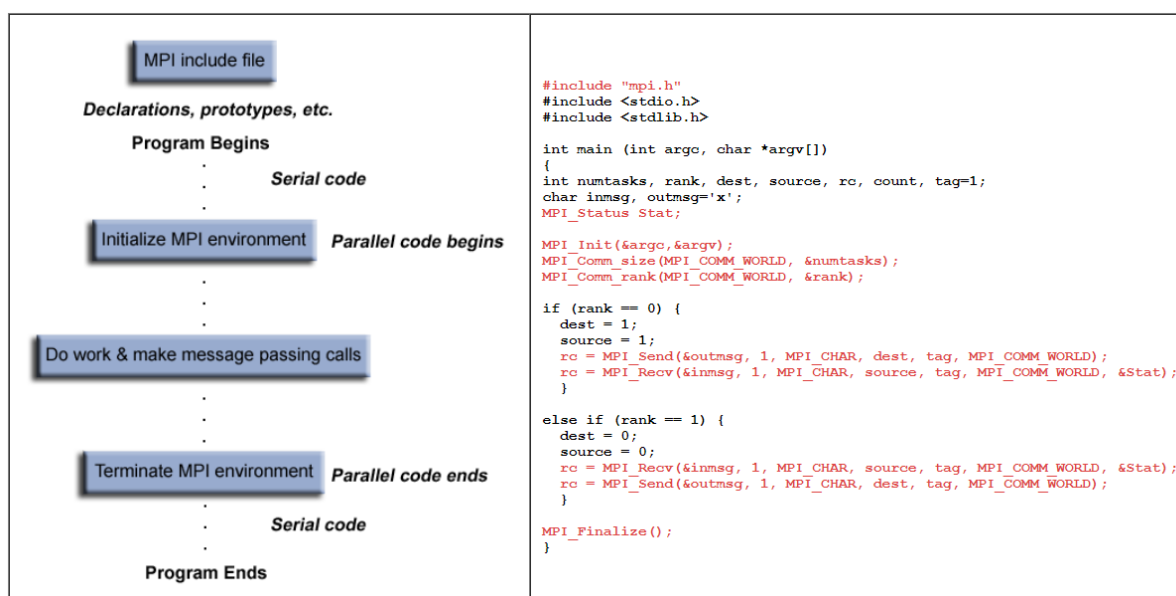 MPI include file
Declarations, prototypes, etc.
Program Begins
Serial code
Initialize MPI environment
Parallel code begins
Do work & make message passing calls
Terminate MPI environment
Parallel code ends
Serial code
Program Ends
#include "mpi.h"
#include <stdio.h>
#include <stdlib.h>
int main (int argc, char *argv[])
{
int numtasks, rank, dest, source, rc, count, tag=1;
char inmsg, outmsg='x';
MPI_Status Stat;
MPI_Init(&argc,&argv);
MPI_Comm_size(MPI_COMM_WORLD, &numtasks);
MPI_Comm_rank(MPI_COMM_WORLD, &rank);
if (rank == 0) {
dest = 1;
source = 1;
rc = MPI_Send(&outmsg, 1, MPI_CHAR, dest, tag, MPI_COMM_WORLD);
rc = MPI_Recv(&inmsg, 1, MPI_CHAR, source, tag, MPI_COMM_WORLD, &Stat);
}
else if (rank == 1) {
dest = 0;
source = 0;
rc = MPI_Recv(&inmsg, 1, MPI_CHAR, source, tag, MPI_COMM_WORLD, &Stat);
rc = MPI_Send(&outmsg, 1, MPI_CHAR, dest, tag, MPI_COMM_WORLD);
}
MPI_Finalize();
}